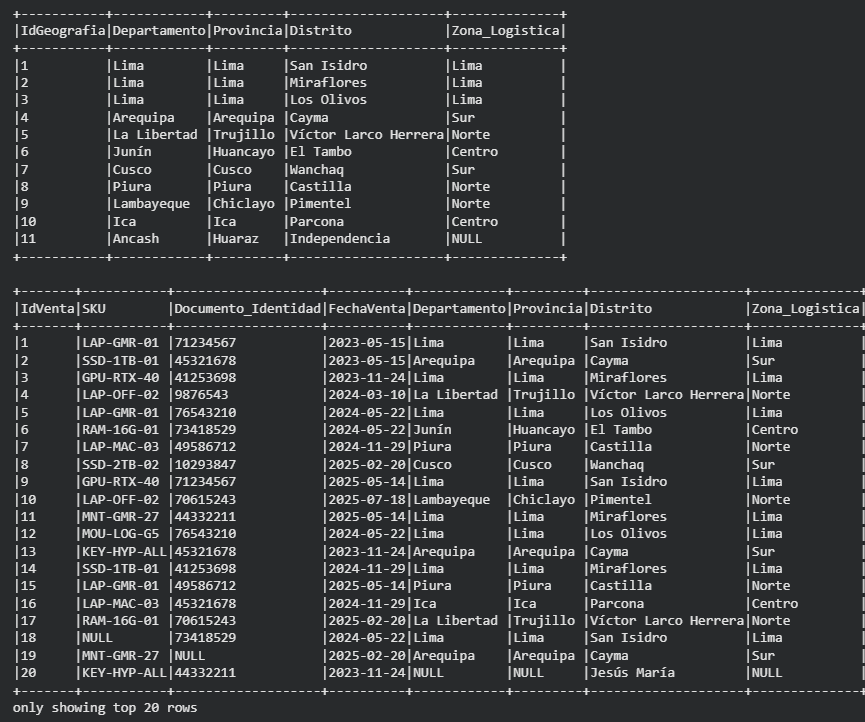 +-----------+------------+---------+--------------------+--------------+
|IdGeografia|Departamento|Provincia|Distrito            |Zona_Logistica|
+-----------+------------+---------+--------------------+--------------+
|1          |Lima        |Lima     |San Isidro          |Lima          |
|2          |Lima        |Lima     |Miraflores          |Lima          |
|3          |Lima        |Lima     |Los Olivos          |Lima          |
|4          |Arequipa    |Arequipa |Cayma               |Sur           |
|5          |La Libertad |Trujillo |Víctor Larco Herrera|Norte         |
|6          |Junín       |Huancayo |El Tambo            |Centro        |
|7          |Cusco       |Cusco    |Wanchaq             |Sur           |
|8          |Piura       |Piura    |Castilla            |Norte         |
|9          |Lambayeque  |Chiclayo |Pimentel            |Norte         |
|10         |Ica         |Ica      |Parcona             |Centro        |
|11         |Ancash      |Huaraz   |Independencia       |NULL          |
+-----------+------------+---------+--------------------+--------------+
+-------+-----------+-------------------+----------+------------+---------+--------------------+--------------+
|IdVenta|SKU        |Documento_Identidad|FechaVenta|Departamento|Provincia|Distrito            |Zona_Logistica|
+-------+-----------+-------------------+----------+------------+---------+--------------------+--------------+
|1      |LAP-GMR-01 |71234567           |2023-05-15|Lima        |Lima     |San Isidro          |Lima          |
|2      |SSD-1TB-01 |45321678           |2023-05-15|Arequipa    |Arequipa |Cayma               |Sur           |
|3      |GPU-RTX-40 |41253698           |2023-11-24|Lima        |Lima     |Miraflores          |Lima          |
|4      |LAP-OFF-02 |9876543            |2024-03-10|La Libertad |Trujillo |Víctor Larco Herrera|Norte         |
|5      |LAP-GMR-01 |76543210           |2024-05-22|Lima        |Lima     |Los Olivos          |Lima          |
|6      |RAM-16G-01 |73418529           |2024-05-22|Junín       |Huancayo |El Tambo            |Centro        |
|7      |LAP-MAC-03 |49586712           |2024-11-29|Piura       |Piura    |Castilla            |Norte         |
|8      |SSD-2TB-02 |10293847           |2025-02-20|Cusco       |Cusco    |Wanchaq             |Sur           |
|9      |GPU-RTX-40 |71234567           |2025-05-14|Lima        |Lima     |San Isidro          |Lima          |
|10     |LAP-OFF-02 |70615243           |2025-07-18|Lambayeque  |Chiclayo |Pimentel            |Norte         |
|11     |MNT-GMR-27 |44332211           |2025-05-14|Lima        |Lima     |Miraflores          |Lima          |
|12     |MOU-LOG-G5 |76543210           |2025-05-14|Lima        |Lima     |Los Olivos          |Lima          |
|13     |KEY-HYP-ALL|45321678           |2023-11-24|Arequipa    |Arequipa |Cayma               |Sur           |
|14     |SSD-1TB-01 |41253698           |2024-11-29|Lima        |Lima     |Miraflores          |Lima          |
|15     |LAP-GMR-01 |49586712           |2025-05-14|Piura       |Piura    |Castilla            |Norte         |
|16     |LAP-MAC-03 |45321678           |2024-11-29|Ica         |Ica      |Parcona             |Centro        |
|17     |RAM-16G-01 |70615243           |2025-02-20|La Libertad |Trujillo |Víctor Larco Herrera|Norte         |
|18     |NULL       |73418529           |2024-05-22|Lima        |Lima     |San Isidro          |Lima          |
|19     |MNT-GMR-27 |NULL               |2025-02-20|Arequipa    |Arequipa |Cayma               |Sur           |
|20     |KEY-HYP-ALL|44332211           |2023-11-24|NULL        |NULL     |Jesús María         |NULL          |
+-------+-----------+-------------------+----------+------------+---------+--------------------+--------------+
only showing top 20 rows